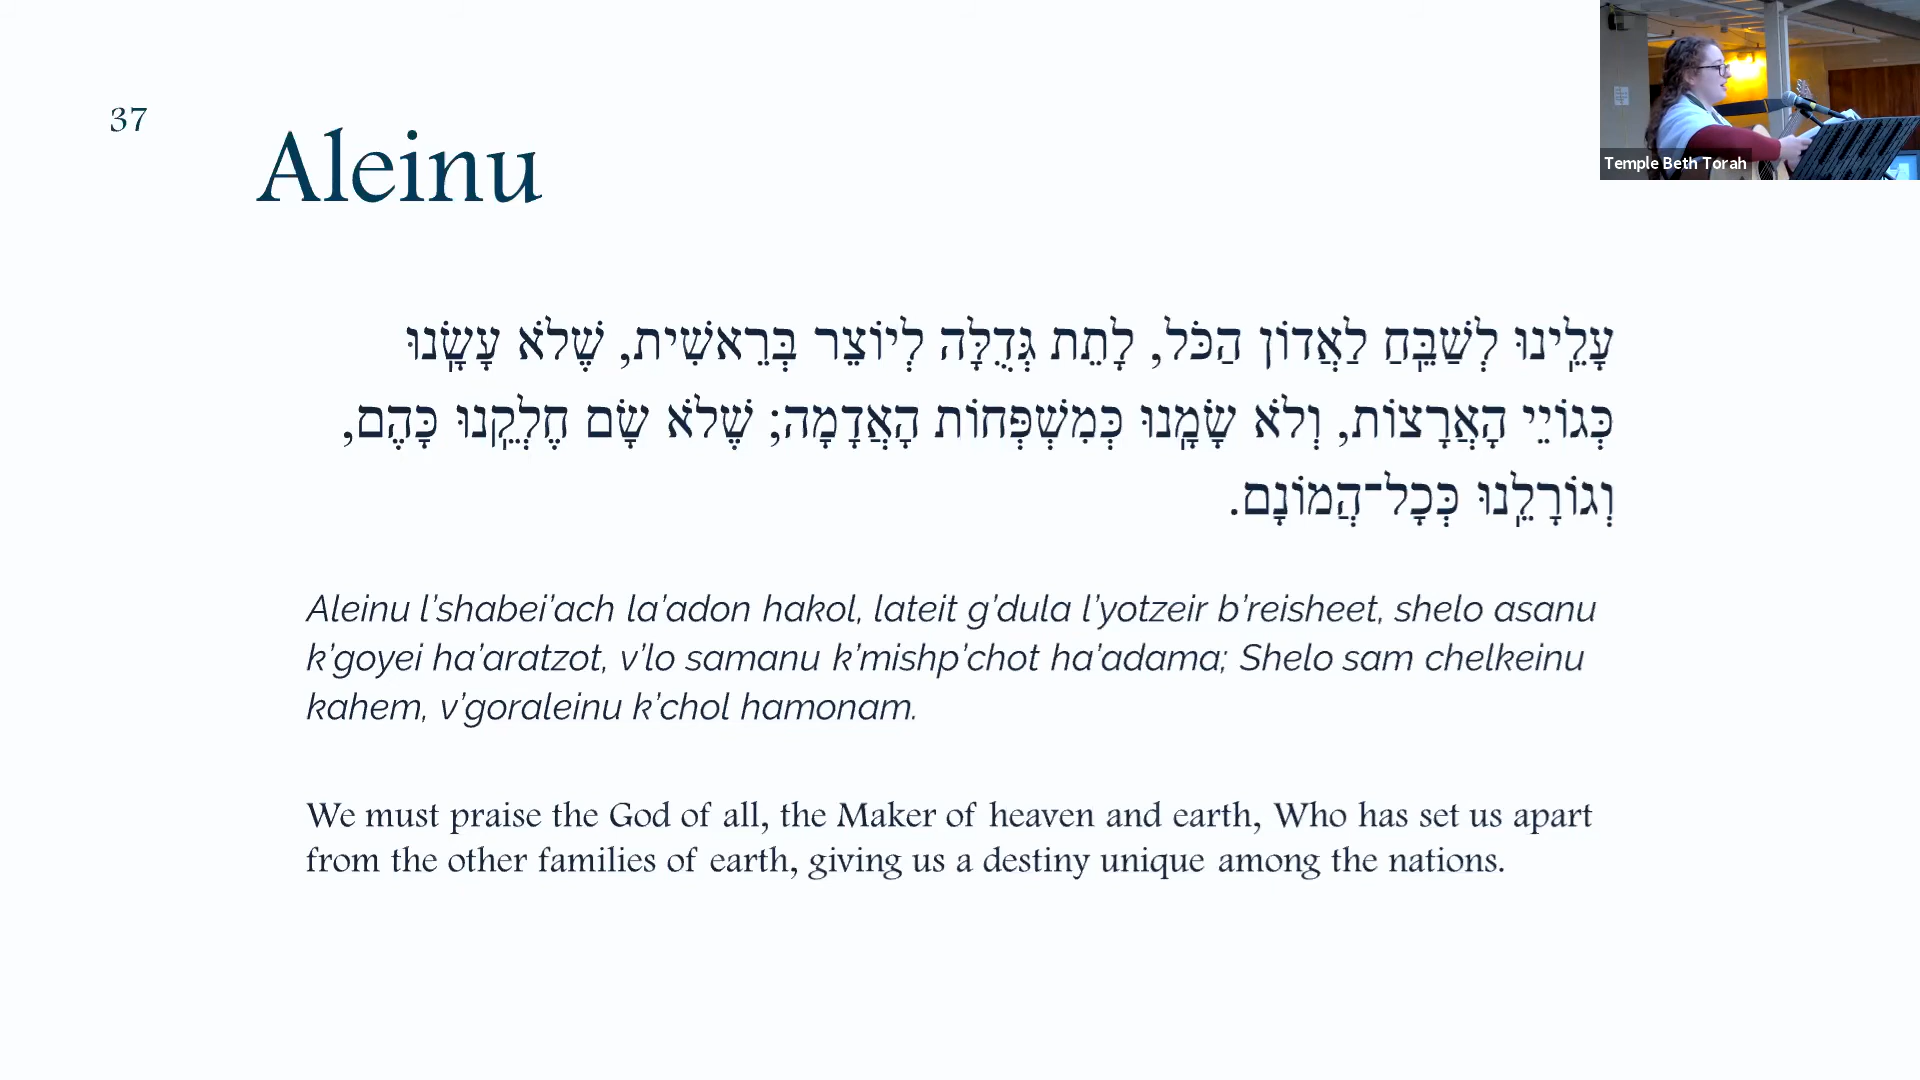 37
Aleinu
Temple Beth Torah
עָלֵֽינוּ לְשַׁבֵּֽחַ לַאֲדוֹן הַכֹּל, לָתֵת גְּדֻלָּה לְיוֹצֵר בְּרֵאשִׁית, שֶׁלֹּא עָשָֽׂנוּ
כְּגוֹיֵי הָאֲרָצוֹת, וְלֹא שָׂמָֽנוּ כְּמִשְׁפְּחוֹת הָאֲדָמָה; שֶׁלֹּא שָׂם חֶלְקֵֽנוּ כָּהֶם,
וְגוֹרָלֵֽנוּ כְּכָל־הֲמוֹנָם.
Aleinu l’shabei’ach la’adon hakol, lateit g’dula l’yotzeir b’reisheet, shelo asanu
k’goyei ha’aratzot, v’lo samanu k’mishp’chot ha’adama; Shelo sam chelkeinu
kahem, v’goraleinu k’chol hamonam.
We must praise the God of all, the Maker of heaven and earth, Who has set us apart
from the other families of earth, giving us a destiny unique among the nations.